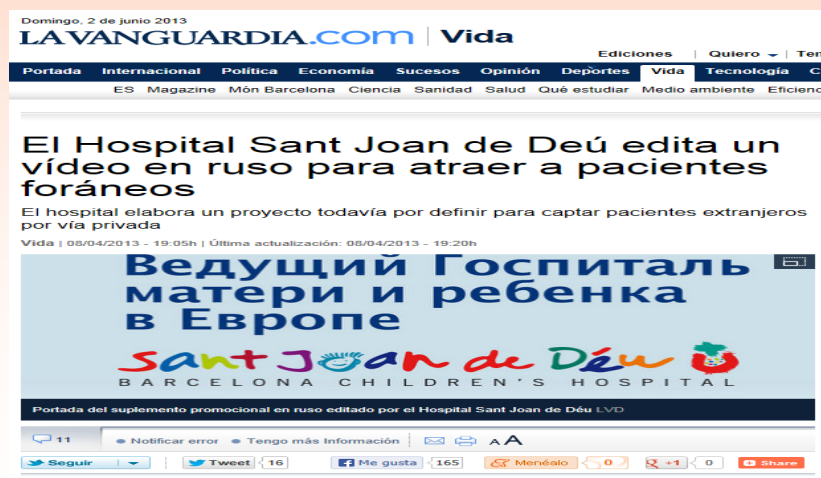 Domingo, 2 de junio 2013
LAVANGUARDIA.COM | Vida
Ediciones | Quiero | Ten
Portada Internacional Política Economía Sucesos Opinión Deportes Vida Tecnología C
ES Magazine Món Barcelona Ciencia Sanidad Salud Qué estudiar Medio ambiente Eficienc
El Hospital Sant Joan de Deú edita un
vídeo en ruso para atraer a pacientes
foráneos
El hospital elabora un proyecto todavía por definir para captar pacientes extranjeros
por vía privada
Vida | 08/04/2013 - 19:05h | Última actualización: 08/04/2013 - 19:20h
Ведущий Госпиталь
матери и ребенка
в Европе
Sant Joan de Déu
BARCELONA CHILDREN'S HOSPITAL
Portada del suplemento promocional en ruso editado por el Hospital Sant Joan de Déu LVD
11 Notificar error Tengo más Información A A
Seguir Tweet 16 Me gusta 165 Menéalo 0 +1 0 Share